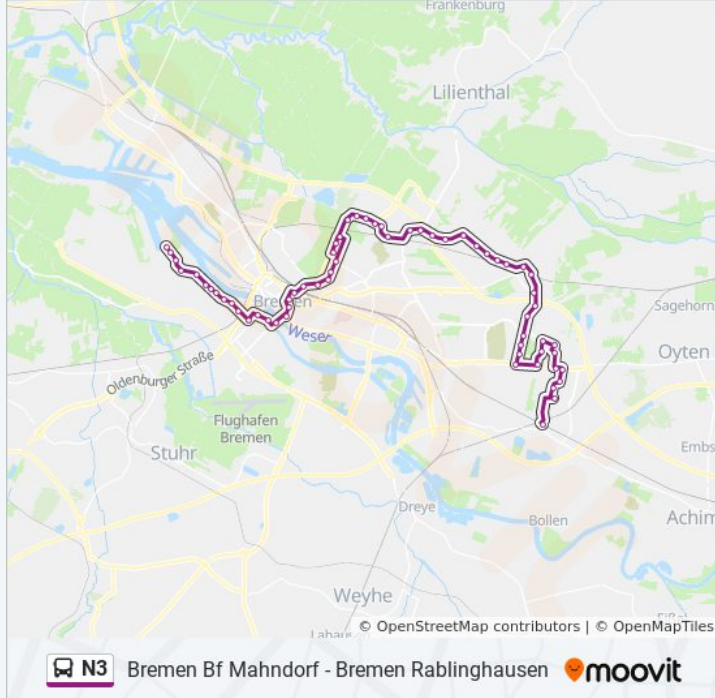 Frankenburg
Lilienthal
Bremen
Weser
Sagehorn
Oyten
Oldenburger Straße
Flughafen
Bremen
Stuhr
Embs
Dreye
Bollen
Achim
Weyhe
© OpenStreetMap contributors | © OpenMapTiles
N3 Bremen Bf Mahndorf - Bremen Rablinghausen moovit